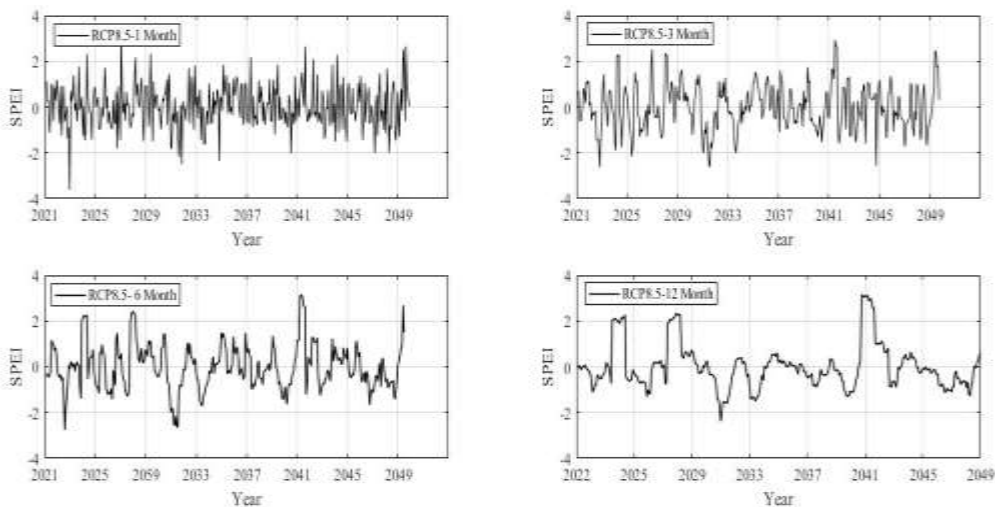 4
2
0
-2
-4
SPEI
RCP8.5-1 Month
2021 2025 2029 2033 2037 2041 2045 2049
Year
4
2
0
-2
-4
SPEI
RCP8.5-3 Month
2021 2025 2029 2033 2037 2041 2045 2049
Year
4
2
0
-2
-4
SPEI
RCP8.5- 6 Month
2021 2025 2059 2033 2037 2041 2045 2049
Year
4
2
0
-2
-4
SPEI
RCP8.5-12 Month
2022 2025 2029 2033 2037 2041 2045 2049
Year